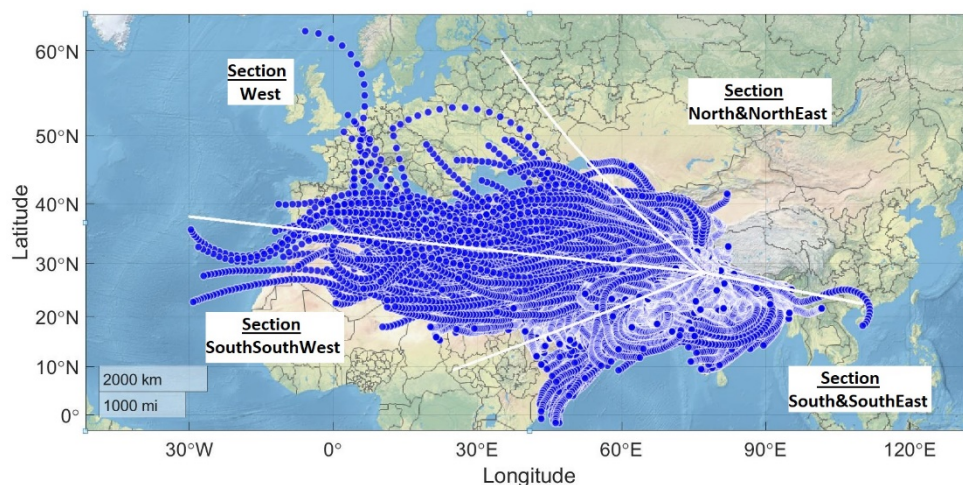 60°N
50°N
40°N
30°N
20°N
10°N
0°
Latitude
Section
West
Section
North&NorthEast
Section
SouthSouthWest
Section
South&SouthEast
2000 km
1000 mi
30°W
0°
30°E
60°E
90°E
120°E
Longitude